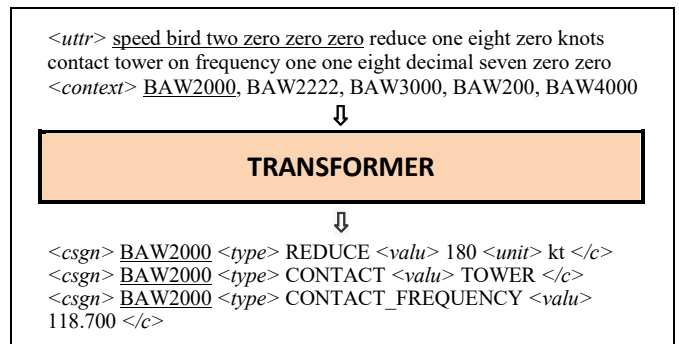 <uttr> speed bird two zero zero zero reduce one eight zero knots
contact tower on frequency one one eight decimal seven zero zero
<context> BAW2000, BAW2222, BAW3000, BAW200, BAW4000
⇩
TRANSFORMER
⇩
<csgn> BAW2000 <type> REDUCE <valu> 180 <unit> kt </c>
<csgn> BAW2000 <type> CONTACT <valu> TOWER </c>
<csgn> BAW2000 <type> CONTACT_FREQUENCY <valu>
118.700 </c>